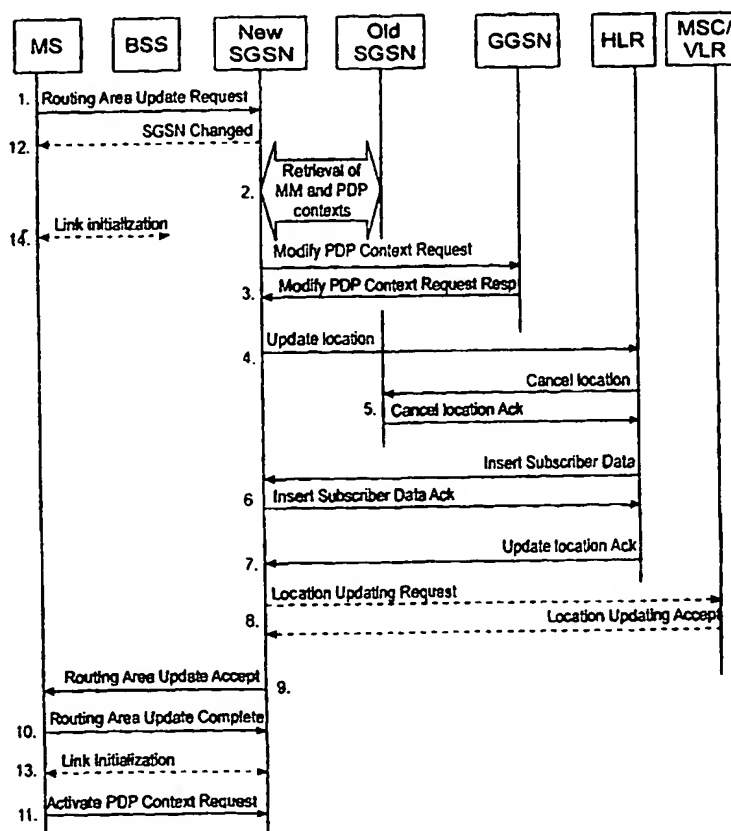 MS
BSS
New
SGSN
Old
SGSN
GGSN
HLR
MSC/
VLR
1. Routing Area Update Request
SGSN Changed
12.
Retrieval of
2. MM and PDP
contexts
Link initialization
14.
Modify PDP Context Request
Modify PDP Context Request Resp
3.
Update location
4.
Cancel location
5. Cancel location Ack
Insert Subscriber Data
6 Insert Subscriber Data Ack
Update location Ack
7.
Location Updating Request
Location Updating Accept
8.
Routing Area Update Accept
9.
Routing Area Update Complete
10.
Link Initialization
13.
Activate PDP Context Request
11.